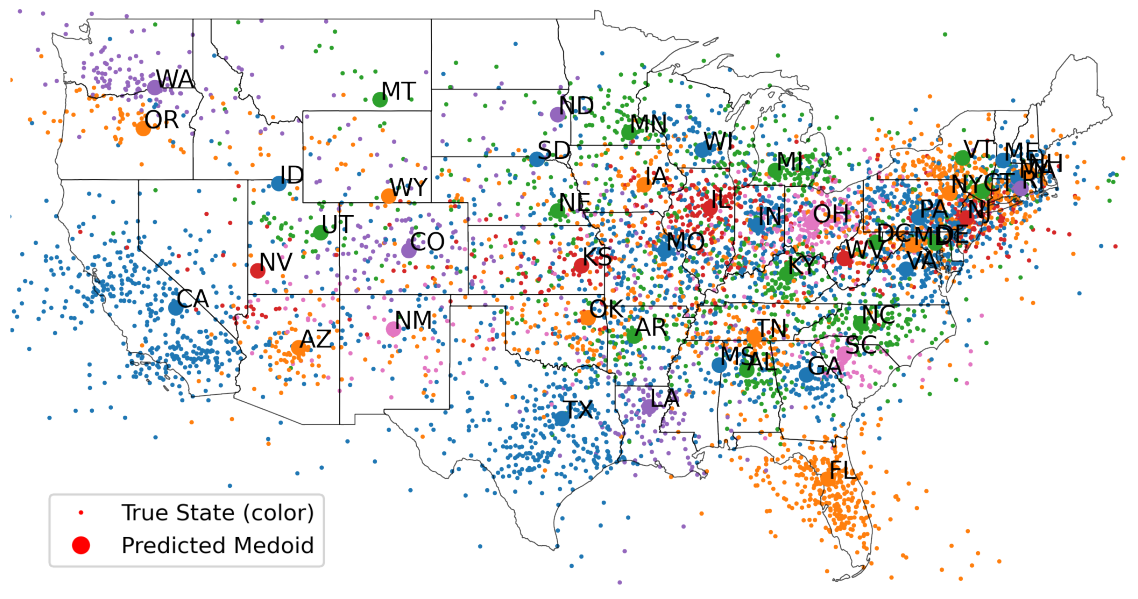 WA
MT
OR
ND
MN
WI
SD
VT
ME
NH
MI
ID
WY
IA
NYCT
RI
NE
IL
PA
NJ
UT
IN
OH
CO
MO
DC
MD
DE
NV
KS
KY
WV
VA
CA
NM
OK
AR
TN
NC
AZ
MS
AL
GA
SC
TX
LA
FL
True State (color)
Predicted Medoid